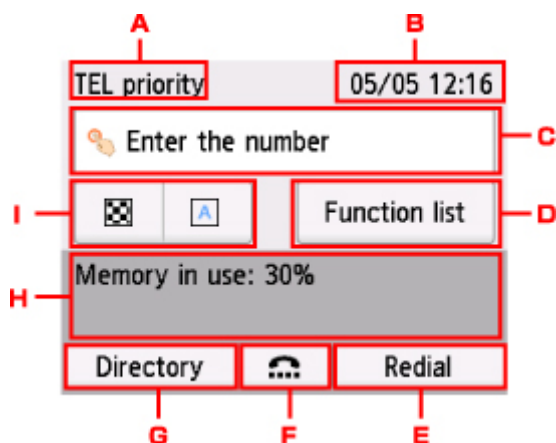 A B
TEL priority 05/05 12:16
Enter the number C
I A Function list D
Memory in use: 30%
H
Directory Redial
G F E